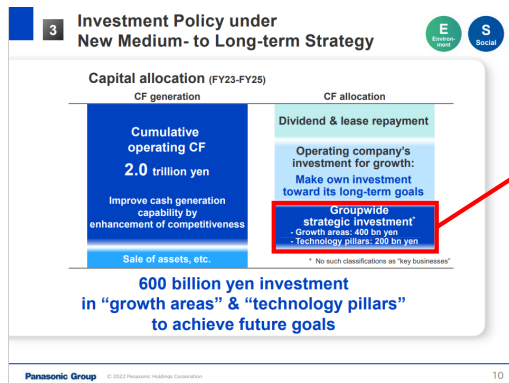 3
Investment Policy under
New Medium- to Long-term Strategy
E
Environ-
ment
S
Social
Capital allocation (FY23-FY25)
CF generation
Cumulative
operating CF
2.0 trillion yen
Improve cash generation
capability by
enhancement of competitiveness
Sale of assets, etc.
CF allocation
Dividend & lease repayment
Operating company's
investment for growth:
Make own investment
toward its long-term goals
Groupwide
strategic investment*
- Growth areas: 400 bn yen
- Technology pillars: 200 bn yen
* No such classifications as "key businesses"
600 billion yen investment
in "growth areas" & "technology pillars"
to achieve future goals
Panasonic Group © 2022 Panasonic Holdings Corporation
10